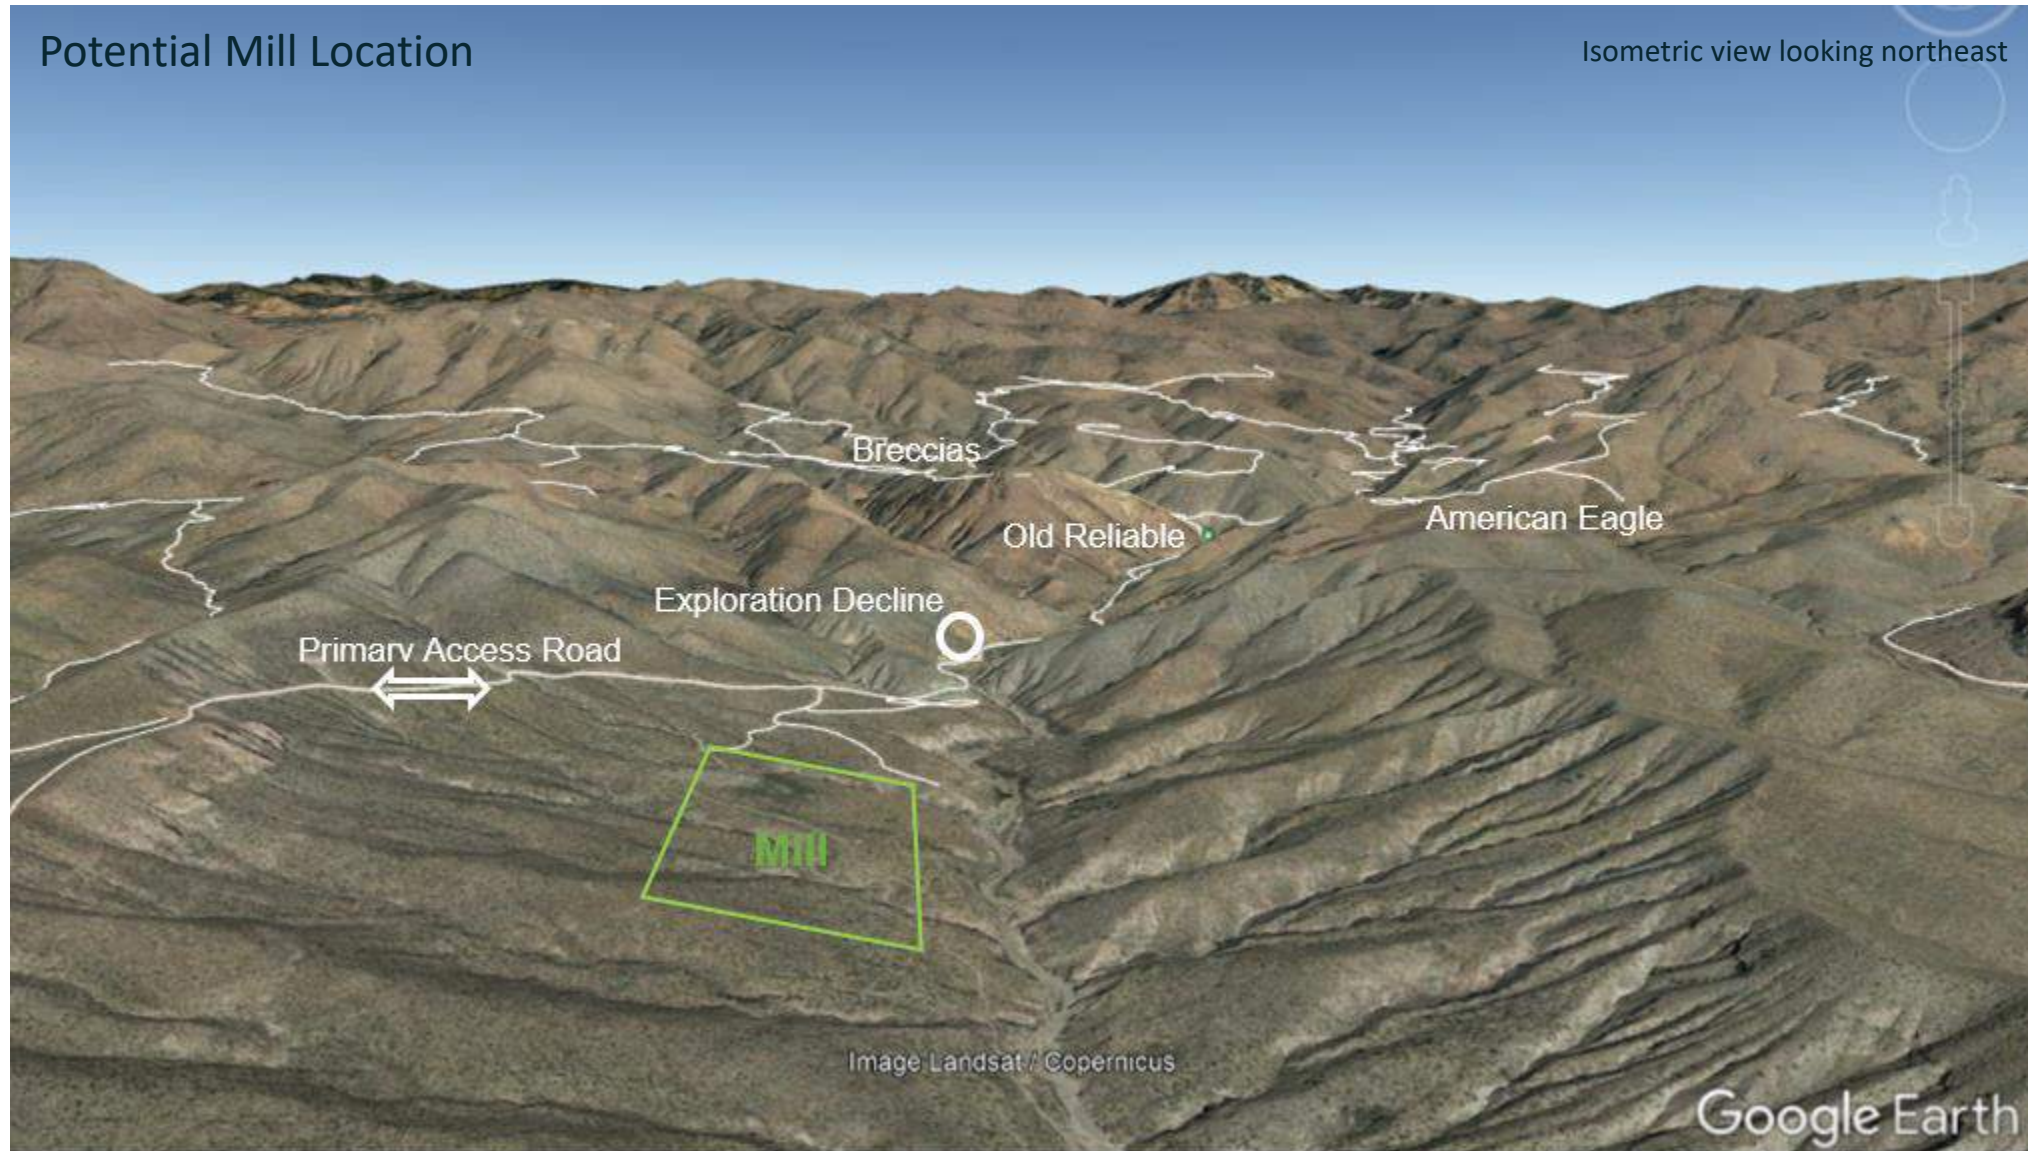 Potential Mill Location
Isometric view looking northeast
Breccias
Old Reliable
American Eagle
Exploration Decline
Primary Access Road
Mill
Image Landsat / Copernicus
Google Earth